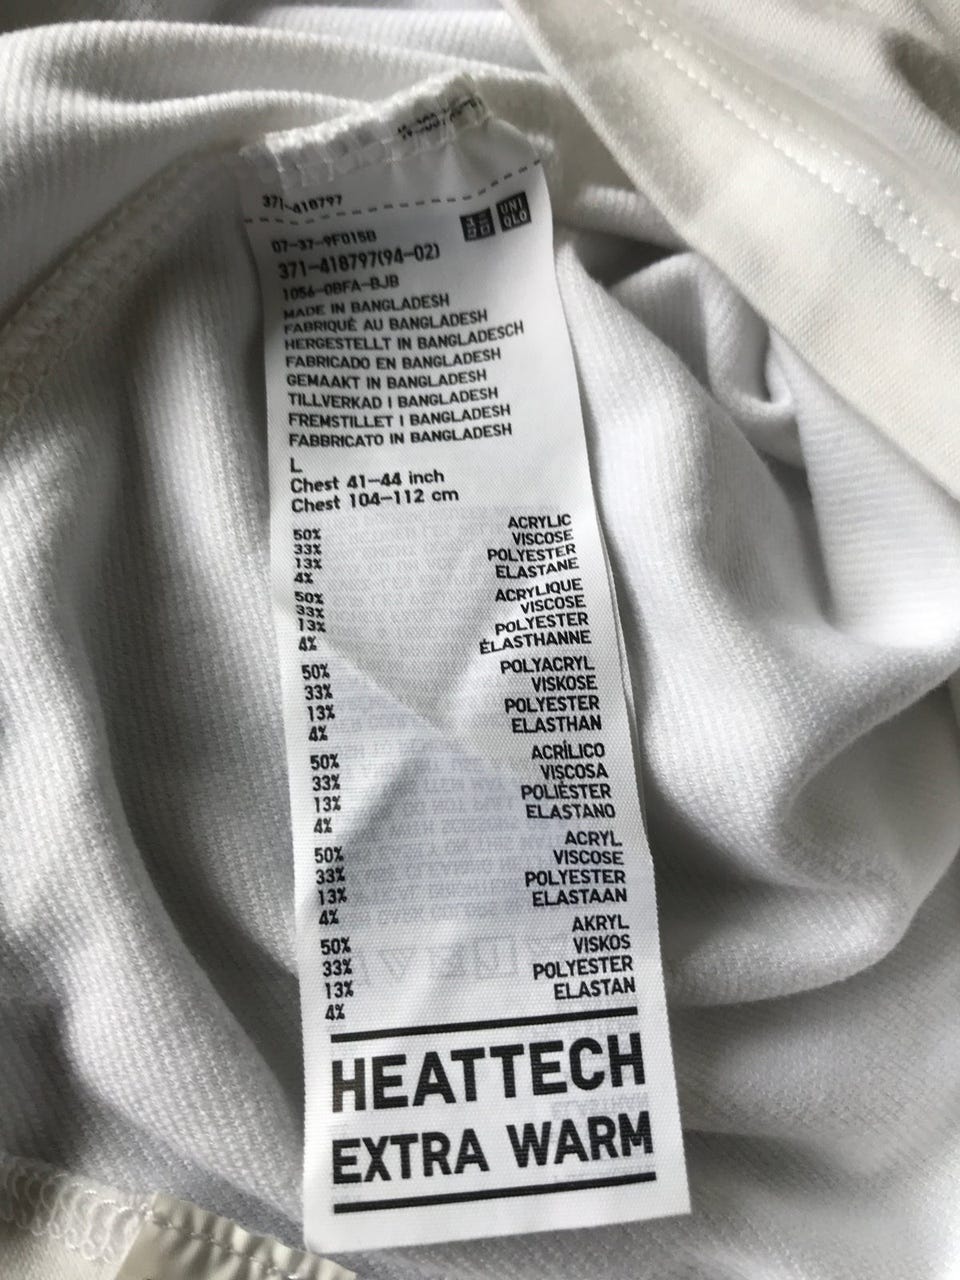 371-418797
UNI
QLO
07-37-9F015B
371-418797(94-02)
1056-0BFA-BJB
MADE IN BANGLADESH
FABRIQUÉ AU BANGLADESH
HERGESTELLT IN BANGLADESCH
FABRICADO EN BANGLADESH
GEMAAKT IN BANGLADESH
TILLVERKAD I BANGLADESH
FREMSTILLET I BANGLADESH
FABBRICATO IN BANGLADESH
L
Chest 41-44 inch
Chest 104-112 cm
50% ACRYLIC
33% VISCOSE
13% POLYESTER
4% ELASTANE
50% ACRYLIQUE
33% VISCOSE
13% POLYESTER
4% ÉLASTHANNE
50% POLYACRYL
33% VISKOSE
13% POLYESTER
4% ELASTHAN
50% ACRÍLICO
33% VISCOSA
13% POLIÉSTER
4% ELASTANO
50% ACRYL
33% VISCOSE
13% POLYESTER
4% ELASTAAN
50% AKRYL
33% VISKOS
13% POLYESTER
4% ELASTAN
HEATTECH
EXTRA WARM